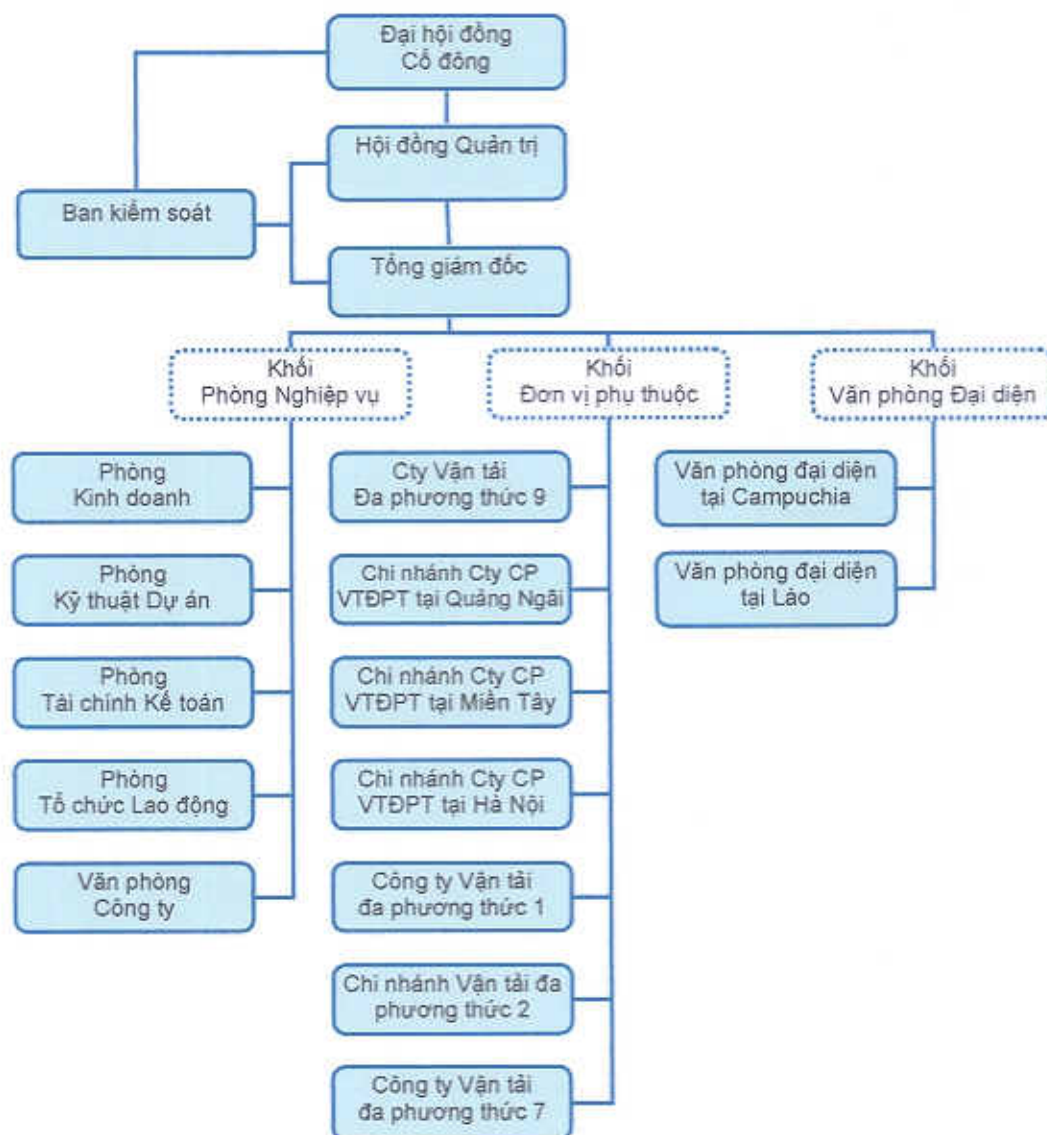 Đại hội đồng
Cổ đông
Hội đồng Quản trị
Ban kiểm soát
Tổng giám đốc
Khối
Phòng Nghiệp vụ
Khối
Đơn vị phụ thuộc
Khối
Văn phòng Đại diện
Phòng
Kinh doanh
Phòng
Kỹ thuật Dự án
Phòng
Tài chính Kế toán
Phòng
Tổ chức Lao động
Văn phòng
Công ty
Cty Vận tải
Đa phương thức 9
Chi nhánh Cty CP
VTĐPT tại Quảng Ngãi
Chi nhánh Cty CP
VTĐPT tại Miền Tây
Chi nhánh Cty CP
VTĐPT tại Hà Nội
Công ty Vận tải
đa phương thức 1
Chi nhánh Vận tải đa
phương thức 2
Công ty Vận tải
đa phương thức 7
Văn phòng đại diện
tại Campuchia
Văn phòng đại diện
tại Lào